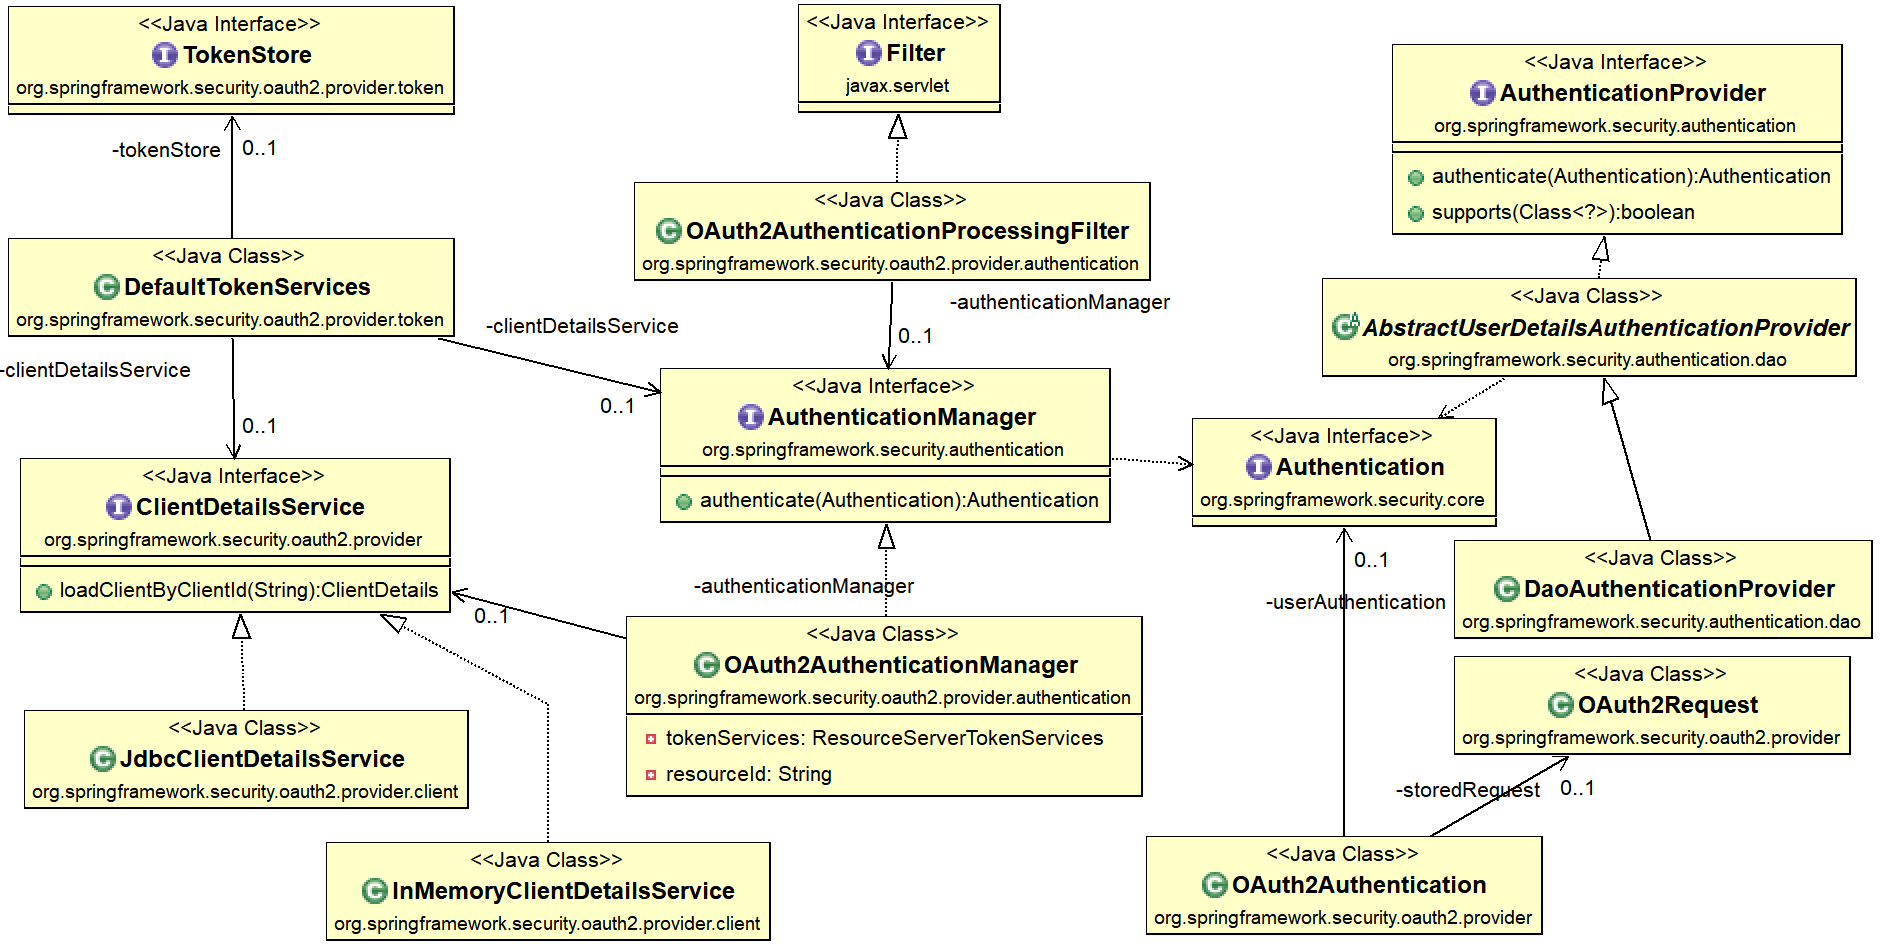 <<Java Interface>>
TokenStore
org.springframework.security.oauth2.provider.token
-tokenStore
0..1
<<Java Class>>
DefaultTokenServices
org.springframework.security.oauth2.provider.token
-clientDetailsService
0..1
-clientDetailsService
0..1
<<Java Interface>>
ClientDetailsService
org.springframework.security.oauth2.provider
loadClientByClientId(String):ClientDetails
0..1
<<Java Class>>
JdbcClientDetailsService
org.springframework.security.oauth2.provider.client
<<Java Class>>
InMemoryClientDetailsService
org.springframework.security.oauth2.provider.client
<<Java Interface>>
Filter
javax.servlet
<<Java Class>>
OAuth2AuthenticationProcessingFilter
org.springframework.security.oauth2.provider.authentication
-authenticationManager
0..1
<<Java Interface>>
AuthenticationManager
org.springframework.security.authentication
authenticate(Authentication):Authentication
-authenticationManager
<<Java Class>>
OAuth2AuthenticationManager
org.springframework.security.oauth2.provider.authentication
tokenServices: ResourceServerTokenServices
resourceId: String
<<Java Interface>>
AuthenticationProvider
org.springframework.security.authentication
authenticate(Authentication):Authentication
supports(Class<?>):boolean
<<Java Class>>
AbstractUserDetailsAuthenticationProvider
org.springframework.security.authentication.dao
<<Java Interface>>
Authentication
org.springframework.security.core
0..1
-userAuthentication
<<Java Class>>
DaoAuthenticationProvider
org.springframework.security.authentication.dao
<<Java Class>>
OAuth2Request
org.springframework.security.oauth2.provider
-storedRequest
0..1
<<Java Class>>
OAuth2Authentication
org.springframework.security.oauth2.provider